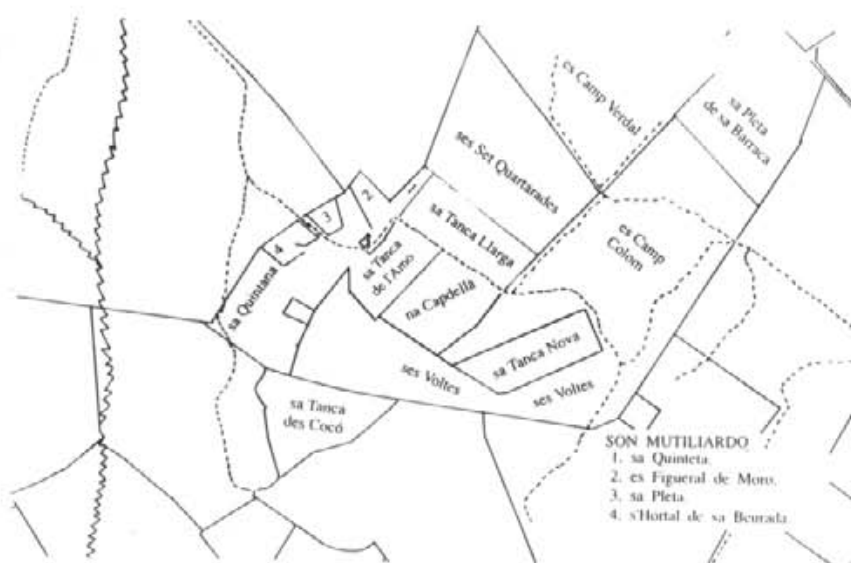 es Camp Verdal
sa Pleta
de sa Barraca
ses Set Quartarades
1
2
3
4
sa Tanca Llarga
es Camp
Colom
sa Tanca
de l'Amo
na Capdellà
sa Quintana
sa Tanca Nova
ses Voltes
ses Voltes
sa Tanca
des Cocó
SON MUTILIARDO
1. sa Quinteta.
2. es Figueral de Moro.
3. sa Pleta.
4. s'Hortal de sa Beurada.